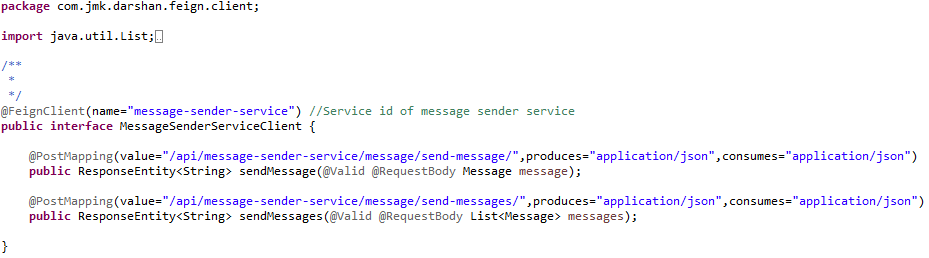 package com.jmk.darshan.feign.client;
import java.util.List;
/**
*
*/
@FeignClient(name="message-sender-service") //Service id of message sender service
public interface MessageSenderServiceClient {
@PostMapping(value="/api/message-sender-service/message/send-message/",produces="application/json",consumes="application/json")
public ResponseEntity<String> sendMessage(@Valid @RequestBody Message message);
@PostMapping(value="/api/message-sender-service/message/send-messages/",produces="application/json",consumes="application/json")
public ResponseEntity<String> sendMessages(@Valid @RequestBody List<Message> messages);
}